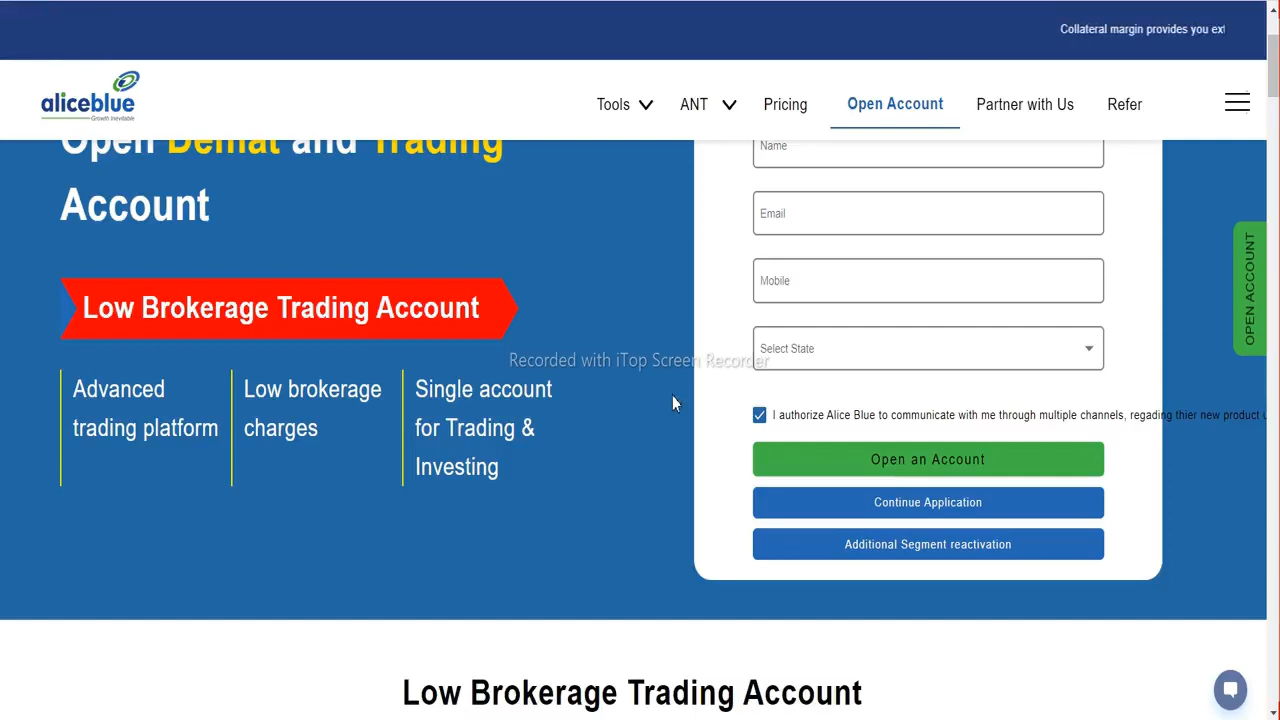 Collateral margin provides you ext
aliceblue
Growth Inevitable
Tools
ANT
Pricing
Open Account
Partner with Us
Refer
Open Demat and Trading
Account
Low Brokerage Trading Account
Advanced
trading platform
Low brokerage
charges
Single account
for Trading &
Investing
Name
Email
Mobile
Select State
Recorded with iTop Screen Recorder
I authorize Alice Blue to communicate with me through multiple channels, regading thier new product u
Open an Account
Continue Application
Additional Segment reactivation
OPEN ACCOUNT
Low Brokerage Trading Account